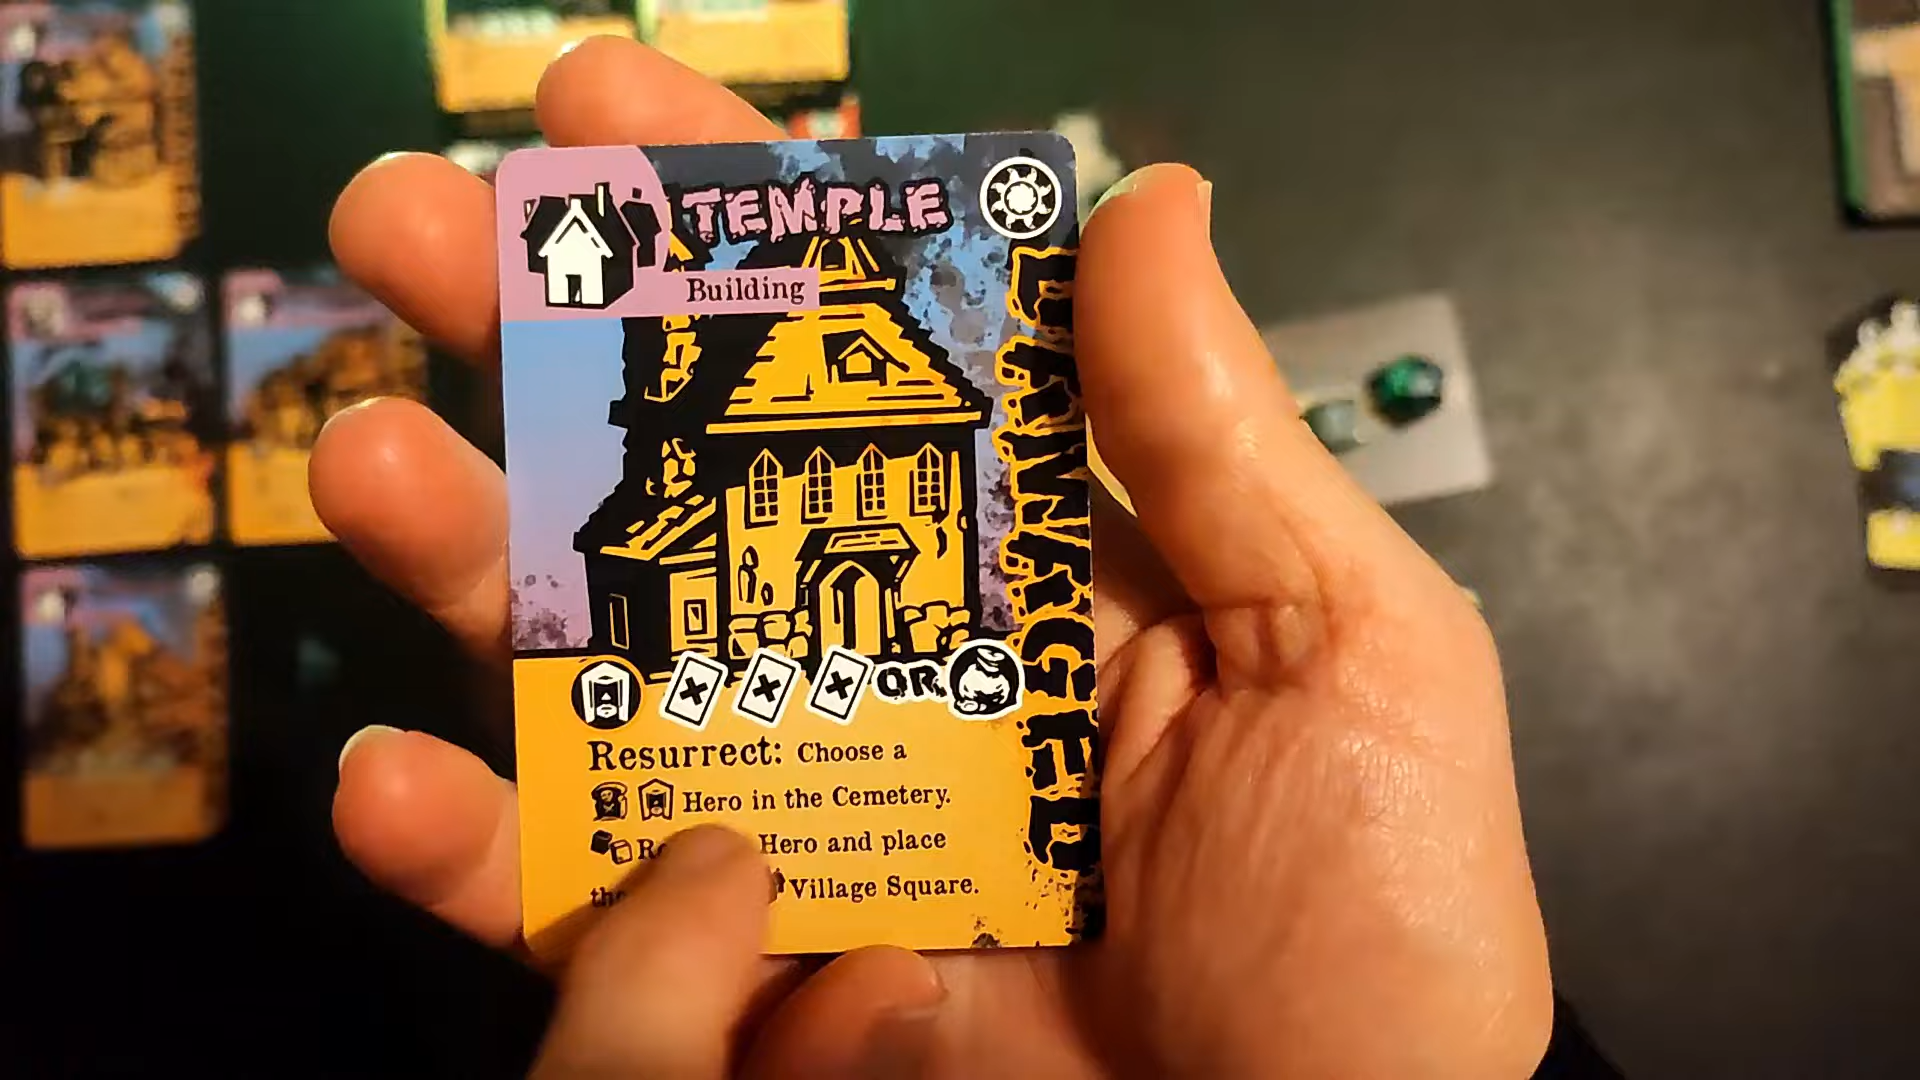 TEMPLE
Building
DAMAGED
OR
Resurrect: Choose a
Hero in the Cemetery.
Hero and place
Village Square.